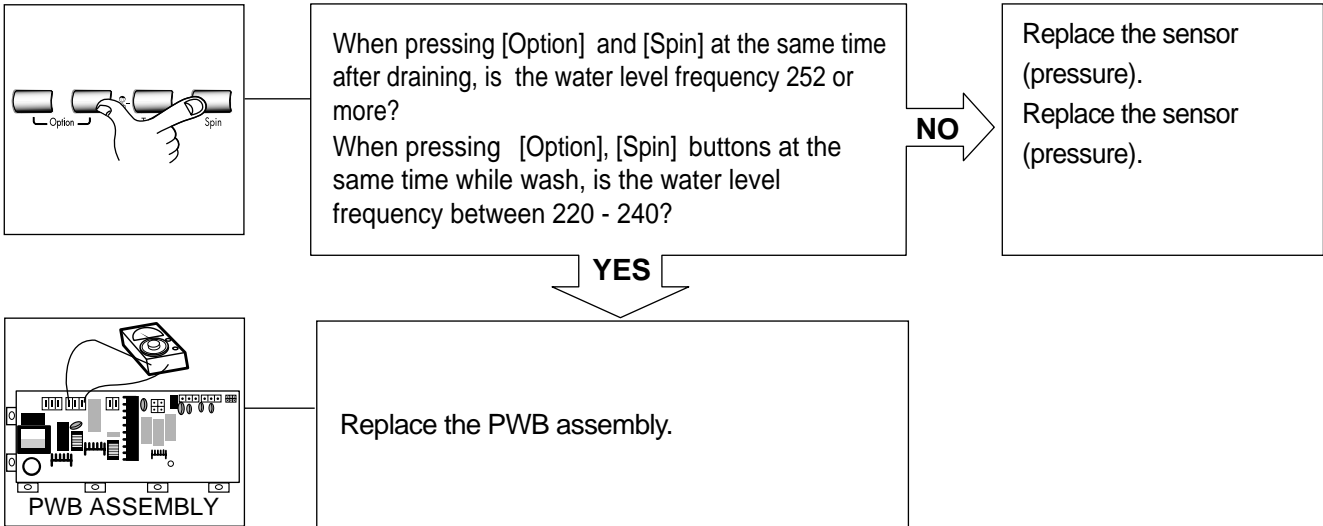 Option
Spin
When pressing [Option] and [Spin] at the same time
after draining, is the water level frequency 252 or
more?
When pressing [Option], [Spin] buttons at the
same time while wash, is the water level
frequency between 220 - 240?
NO
Replace the sensor
(pressure).
Replace the sensor
(pressure).
YES
PWB ASSEMBLY
Replace the PWB assembly.